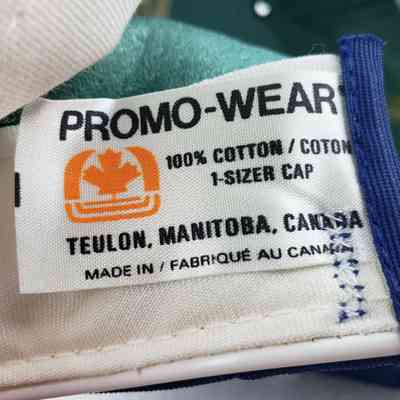 PROMO-WEAR
100% COTTON / COTON
1-SIZER CAP
TEULON, MANITOBA, CANADA
MADE IN / FABRIQUÉ AU CANADA